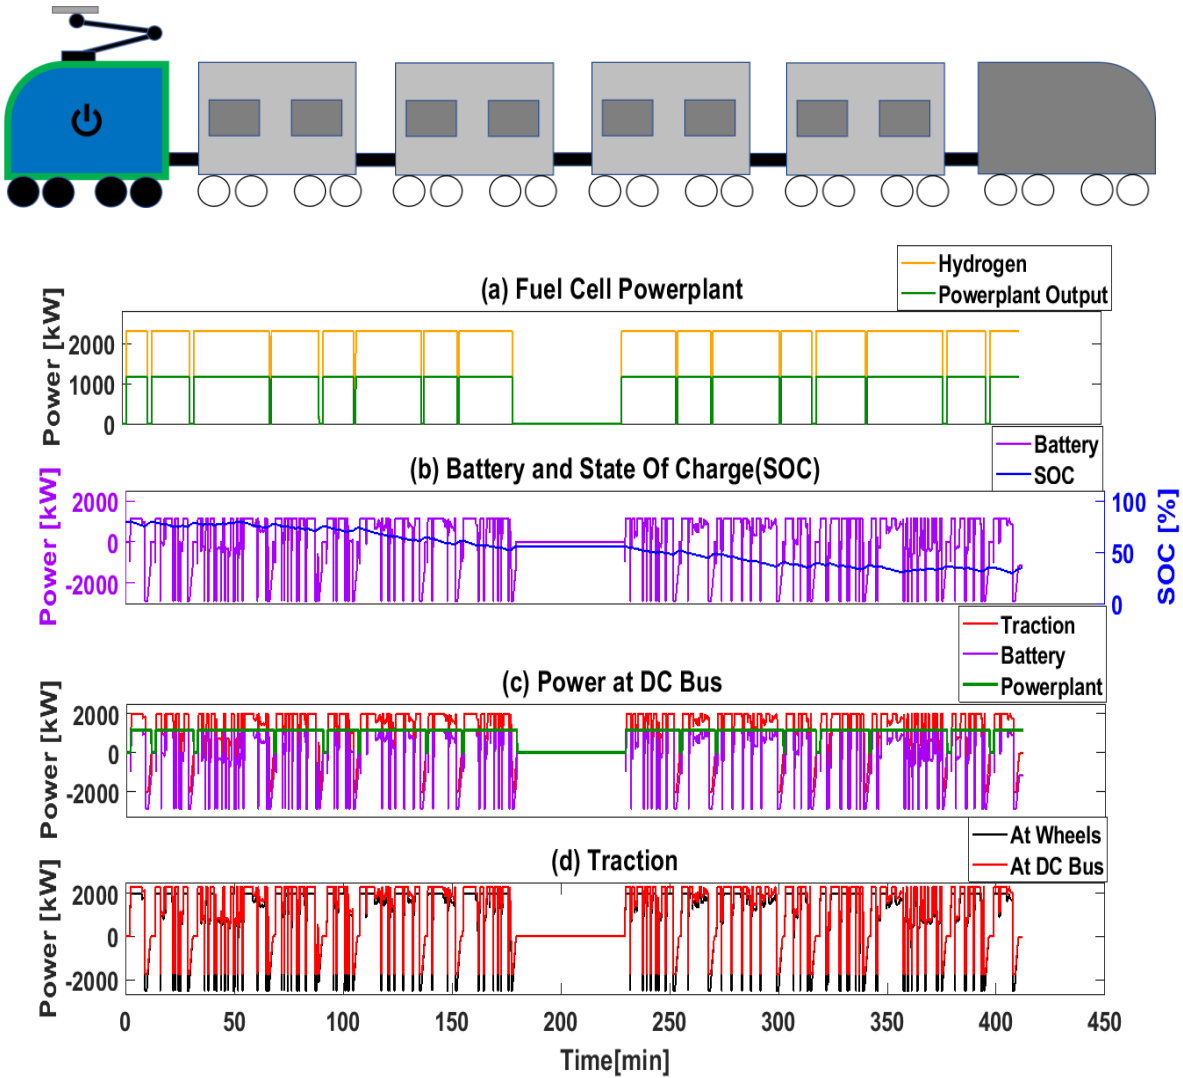 Hydrogen
Powerplant Output
(a) Fuel Cell Powerplant
Power [kW]
2000
1000
0
Battery
SOC
(b) Battery and State Of Charge(SOC)
Power [kW]
2000
0
-2000
100
50
0
SOC [%]
Traction
Battery
Powerplant
(c) Power at DC Bus
Power [kW]
2000
0
-2000
At Wheels
At DC Bus
(d) Traction
Power [kW]
2000
0
-2000
0 50 100 150 200 250 300 350 400 450
Time[min]